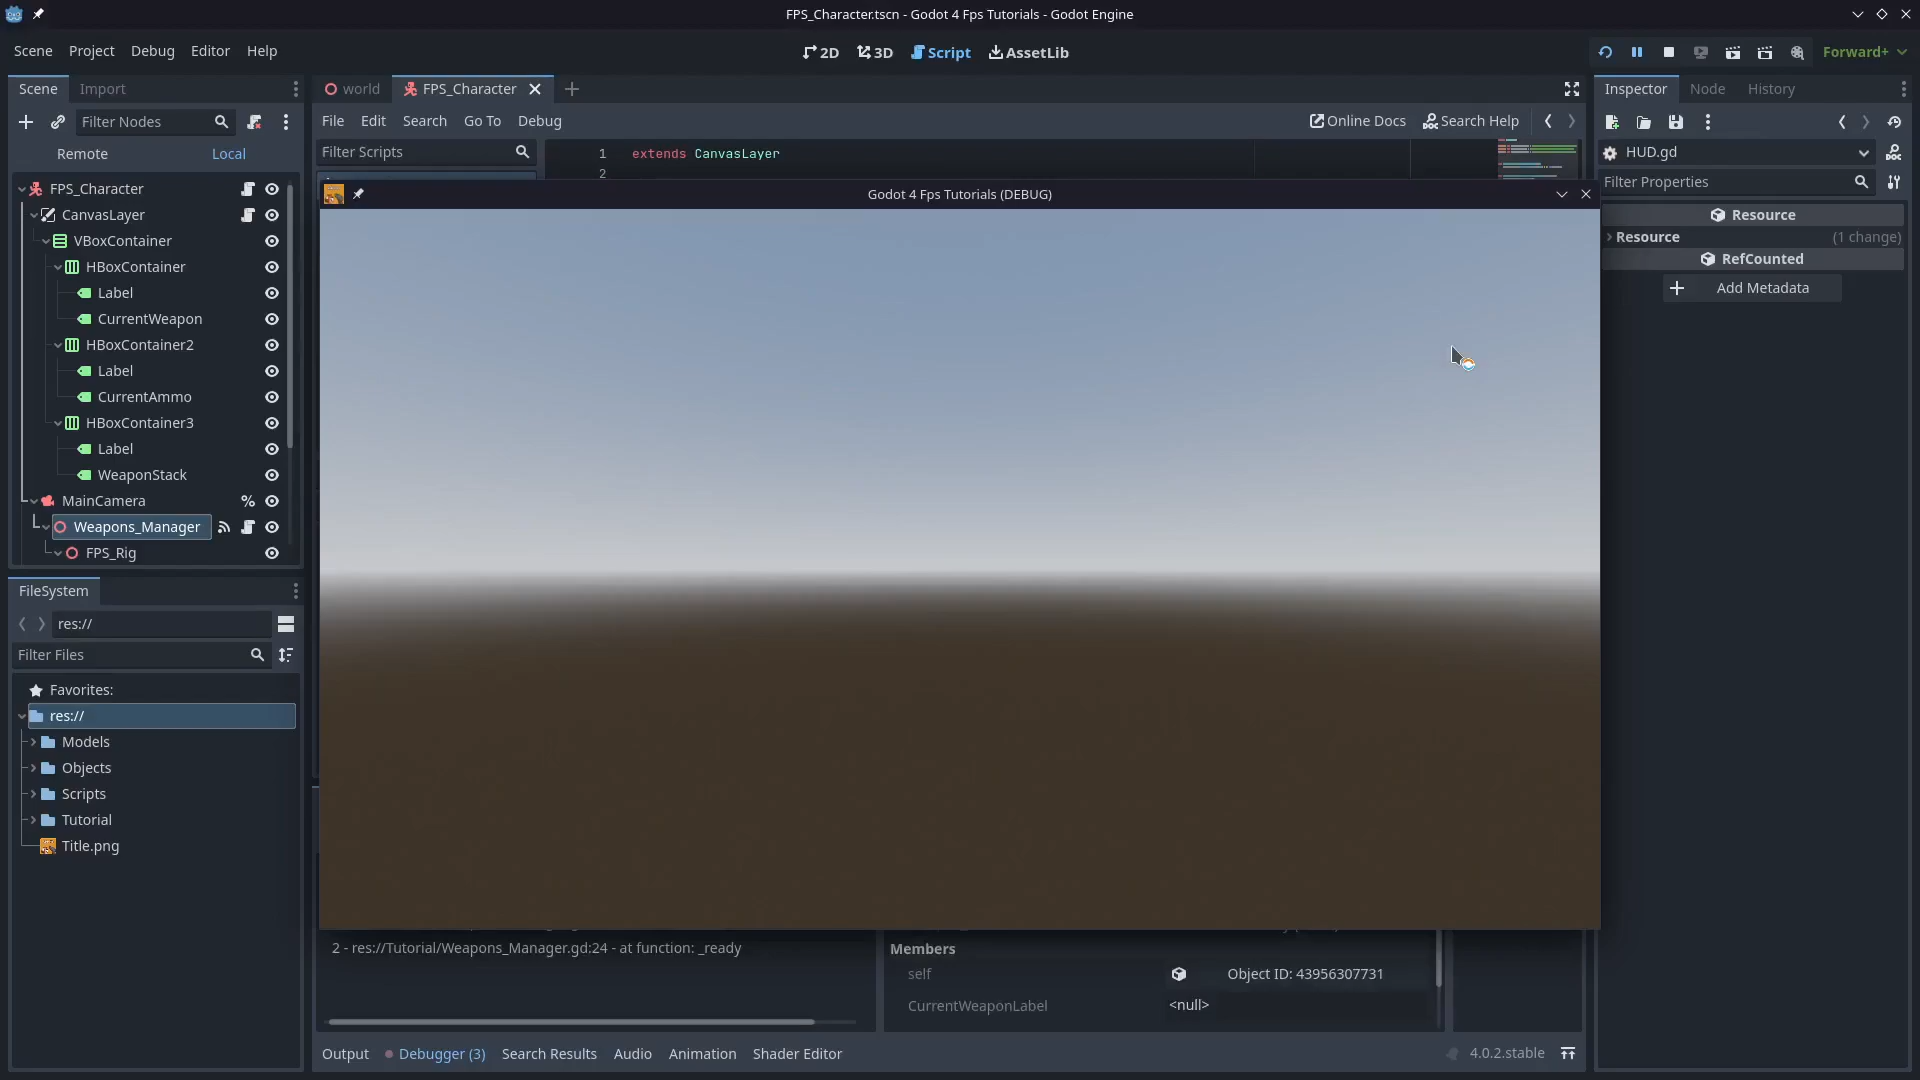 FPS_Character.tscn - Godot 4 Fps Tutorials - Godot Engine
Scene Project Debug Editor Help
2D 3D Script AssetLib
Forward+
Scene Import
world FPS_Character
Inspector Node History
Filter Nodes
File Edit Search Go To Debug
Online Docs Search Help
Remote Local
Filter Scripts
1 extends CanvasLayer
2
HUD.gd
Filter Properties
Godot 4 Fps Tutorials (DEBUG)
FPS_Character
CanvasLayer
VBoxContainer
HBoxContainer
Label
CurrentWeapon
HBoxContainer2
Label
CurrentAmmo
HBoxContainer3
Label
WeaponStack
MainCamera
%
Weapons_Manager
FPS_Rig
Resource
Resource (1 change)
RefCounted
Add Metadata
FileSystem
res://
Filter Files
Favorites:
res://
Models
Objects
Scripts
Tutorial
Title.png
2 - res://Tutorial/Weapons_Manager.gd:24 - at function: _ready
Members
self Object ID: 43956307731
CurrentWeaponLabel <null>
Output Debugger (3) Search Results Audio Animation Shader Editor
4.0.2.stable